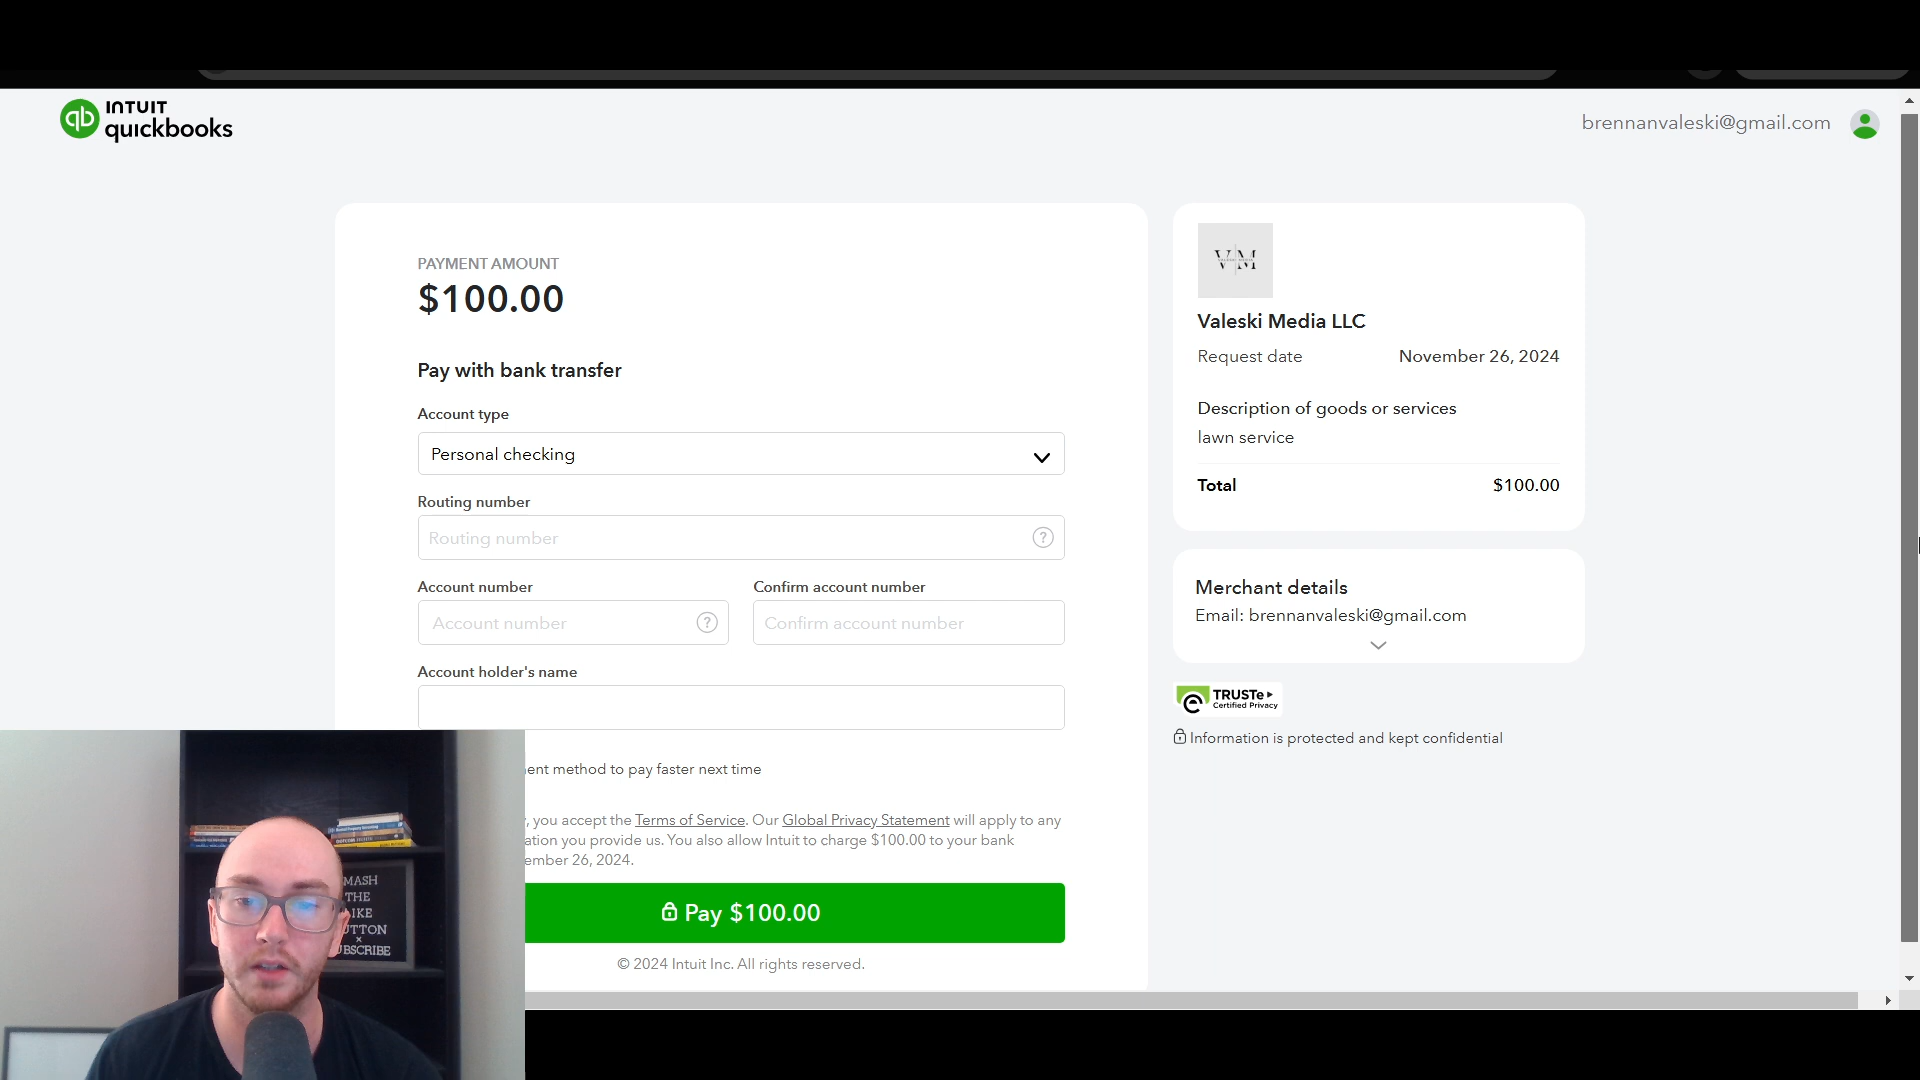 INTUIT
quickbooks
brennanvaleski@gmail.com
PAYMENT AMOUNT
$100.00
Pay with bank transfer
Account type
Personal checking
Routing number
Routing number
Account number
Confirm account number
Account number
Confirm account number
Account holder's name
ent method to pay faster next time
, you accept the Terms of Service. Our Global Privacy Statement will apply to any
ation you provide us. You also allow Intuit to charge $100.00 to your bank
ember 26, 2024.
Pay $100.00
© 2024 Intuit Inc. All rights reserved.
V M
Valeski Media LLC
Request date November 26, 2024
Description of goods or services
lawn service
Total $100.00
Merchant details
Email: brennanvaleski@gmail.com
TRUSTe
Certified Privacy
Information is protected and kept confidential
MASH
THE
LIKE
UTTON
×
UBSCRIBE